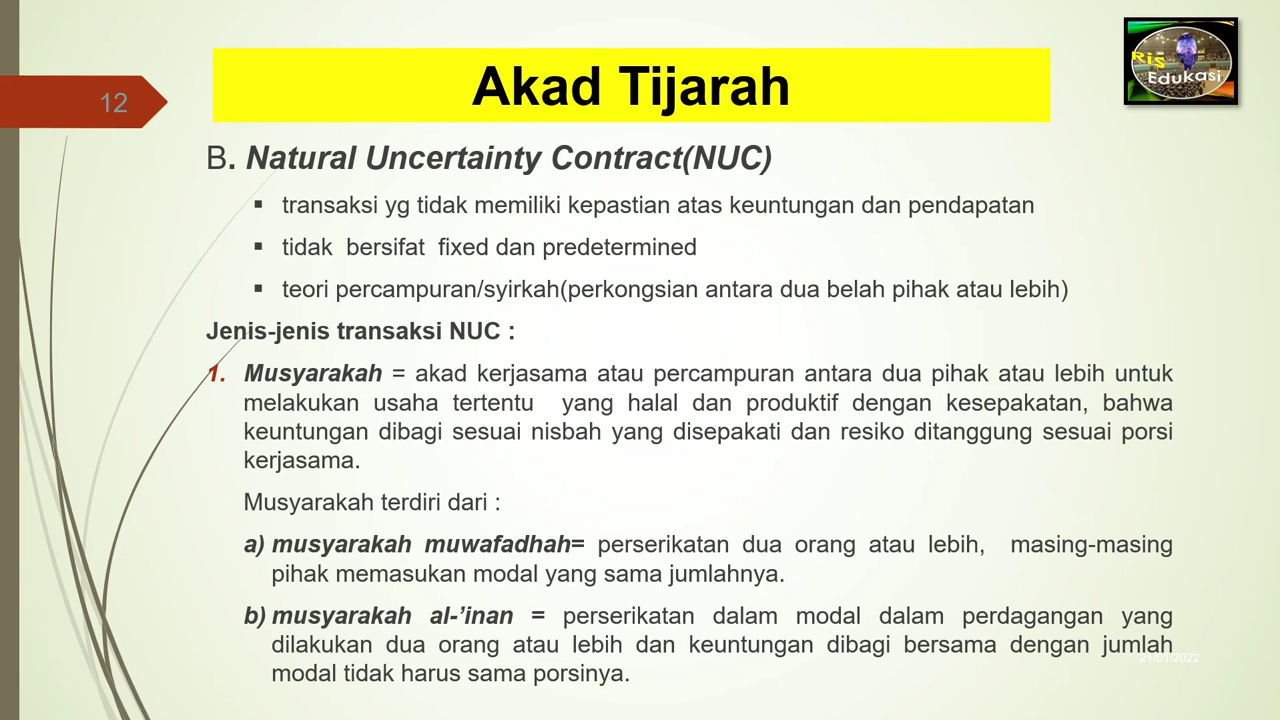 12
Akad Tijarah
Ris
Edukasi
B. Natural Uncertainty Contract(NUC)
▪ transaksi yg tidak memiliki kepastian atas keuntungan dan pendapatan
▪ tidak bersifat fixed dan predetermined
▪ teori percampuran/syirkah(perkongsian antara dua belah pihak atau lebih)
Jenis-jenis transaksi NUC :
1. Musyarakah = akad kerjasama atau percampuran antara dua pihak atau lebih untuk
melakukan usaha tertentu yang halal dan produktif dengan kesepakatan, bahwa
keuntungan dibagi sesuai nisbah yang disepakati dan resiko ditanggung sesuai porsi
kerjasama.
Musyarakah terdiri dari :
a) musyarakah muwafadhah= perserikatan dua orang atau lebih, masing-masing
pihak memasukan modal yang sama jumlahnya.
b) musyarakah al-’inan = perserikatan dalam modal dalam perdagangan yang
dilakukan dua orang atau lebih dan keuntungan dibagi bersama dengan jumlah
modal tidak harus sama porsinya.
21/01/2022